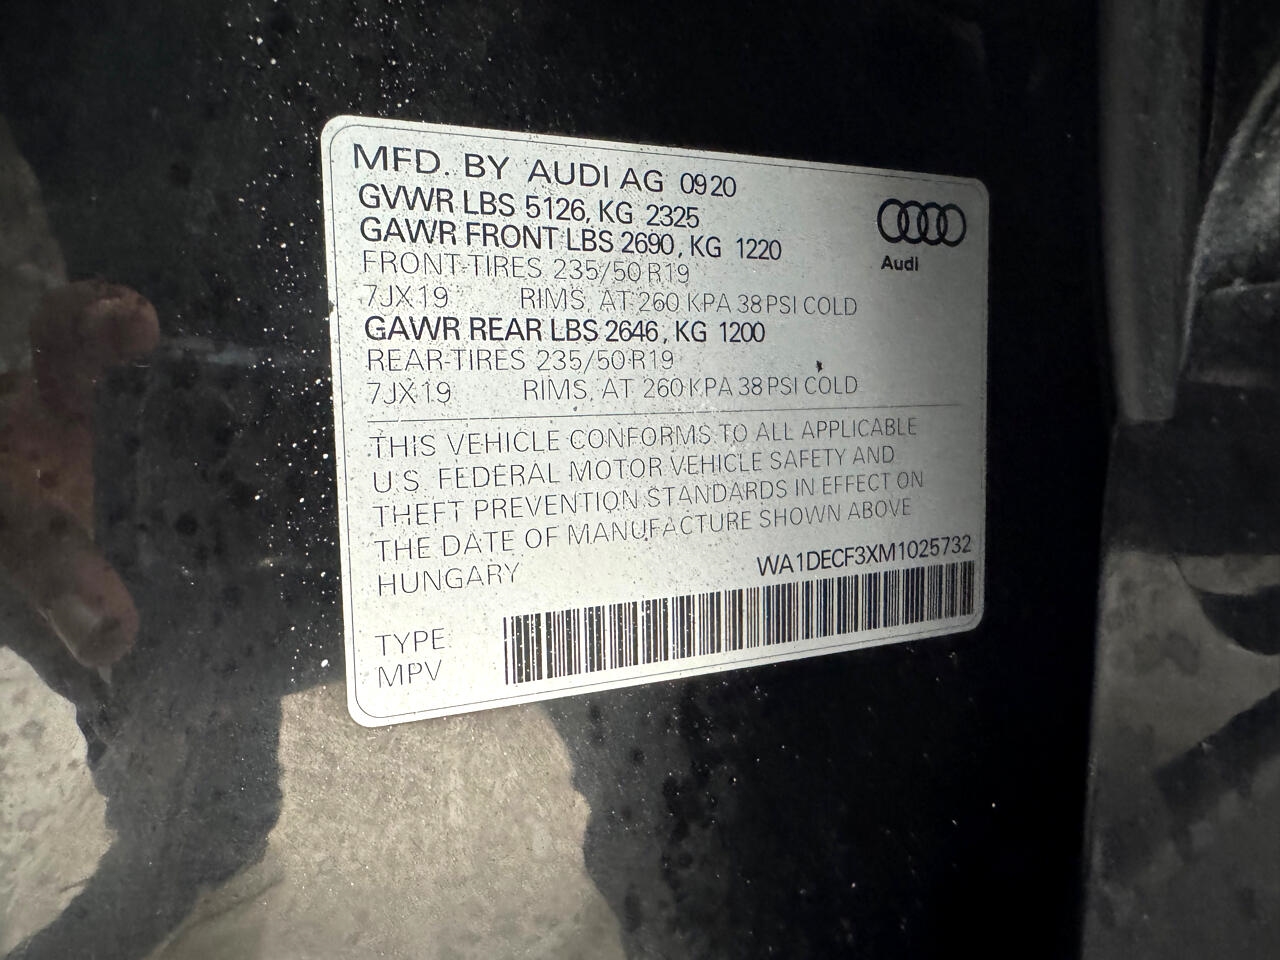 MFD. BY AUDI AG 0920
GVWR LBS 5126, KG 2325
GAWR FRONT LBS 2690, KG 1220
FRONT-TIRES 235/50 R19
7JX19 RIMS, AT 260 KPA 38 PSI COLD
GAWR REAR LBS 2646, KG 1200
REAR-TIRES 235/50 R19
7JX19 RIMS, AT 260 KPA 38 PSI COLD
Audi
THIS VEHICLE CONFORMS TO ALL APPLICABLE
U.S. FEDERAL MOTOR VEHICLE SAFETY AND
THEFT PREVENTION STANDARDS IN EFFECT ON
THE DATE OF MANUFACTURE SHOWN ABOVE
HUNGARY WA1DECF3XM1025732
TYPE:
MPV